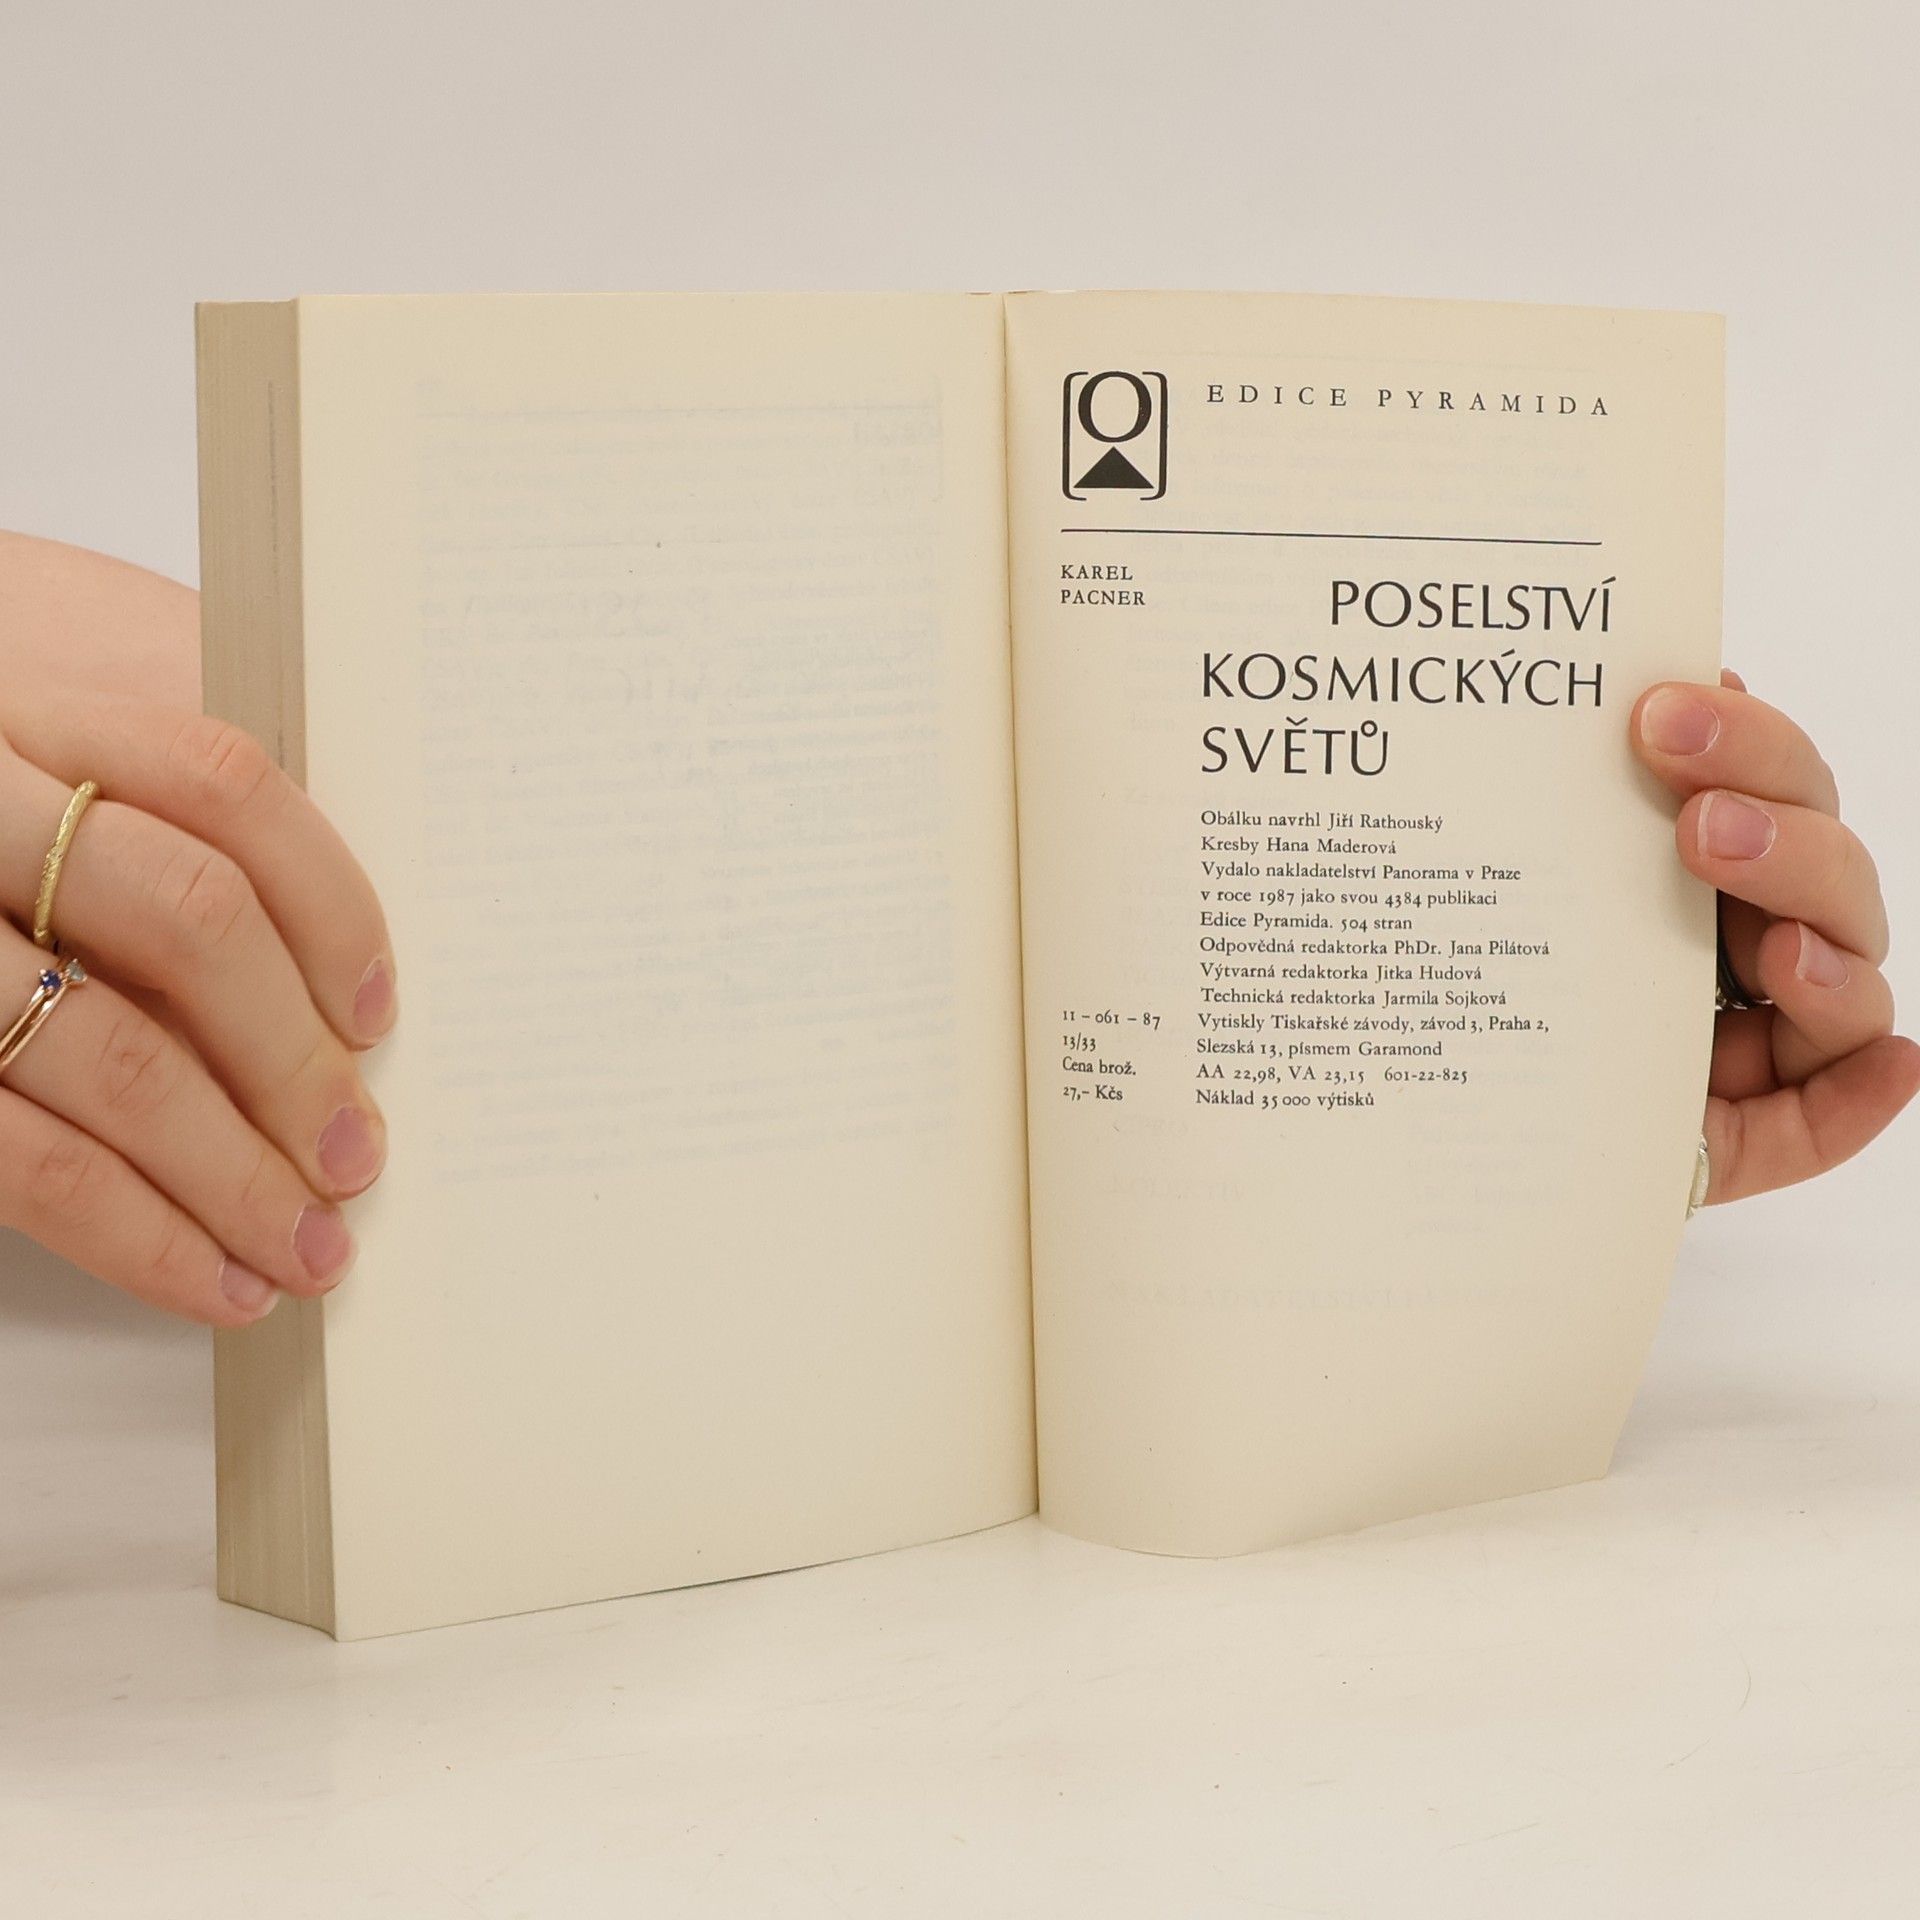 EDICE PYRAMIDA
KAREL
PACNER
POSELSTVÍ
KOSMICKÝCH
SVĚTŮ
Obálku navrhl Jiří Rathouský
Kresby Hana Maderová
Vydalo nakladatelství Panorama v Praze
v roce 1987 jako svou 4384 publikaci
Edice Pyramida. 504 stran
Odpovědná redaktorka PhDr. Jana Pilátová
Výtvarná redaktorka Jitka Hudová
Technická redaktorka Jarmila Sojková
11 – 061 – 87
13/33
Cena brož.
27,– Kčs
Vytiskly Tiskařské závody, závod 3, Praha 2,
Slezská 13, písmem Garamond
AA 22,98, VA 23,15 601-22-825
Náklad 35 000 výtisků